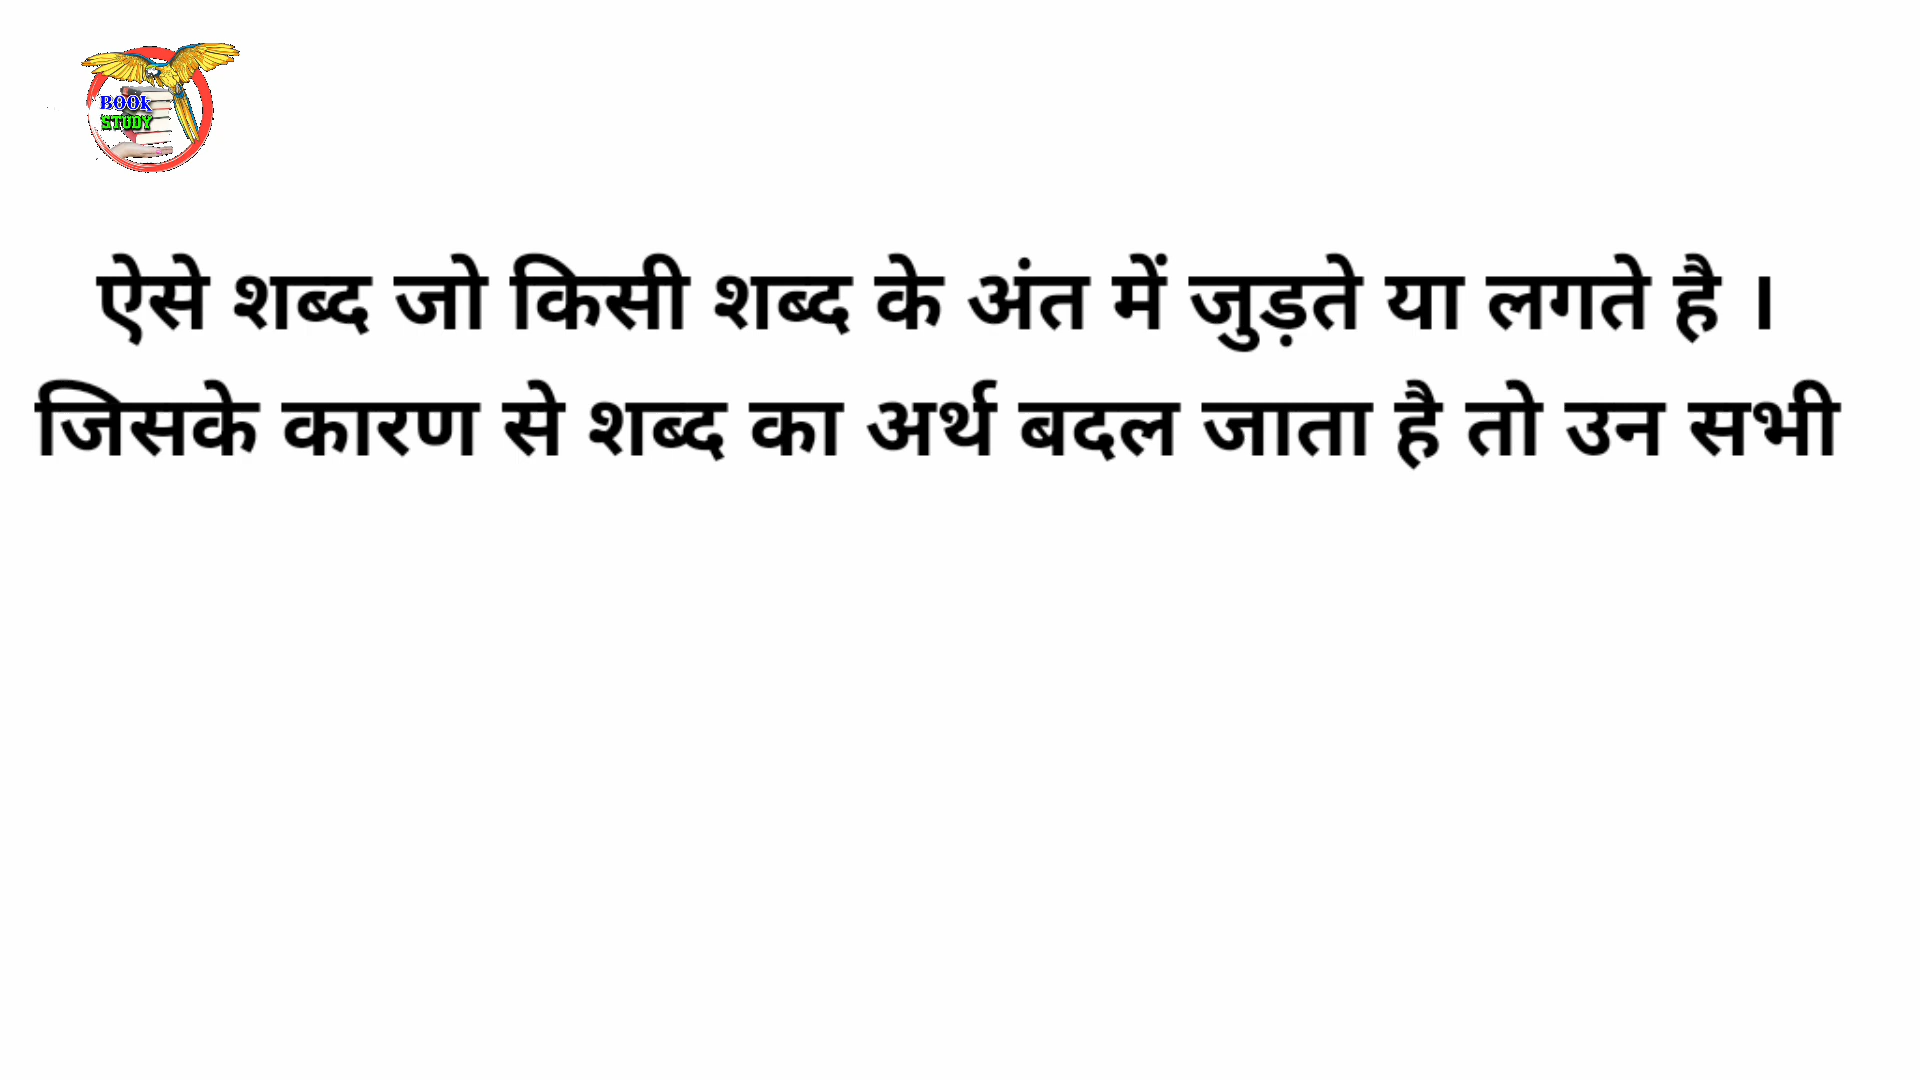 BOOk
STUDY
ऐसे शब्द जो किसी शब्द के अंत में जुड़ते या लगते है ।
जिसके कारण से शब्द का अर्थ बदल जाता है तो उन सभी